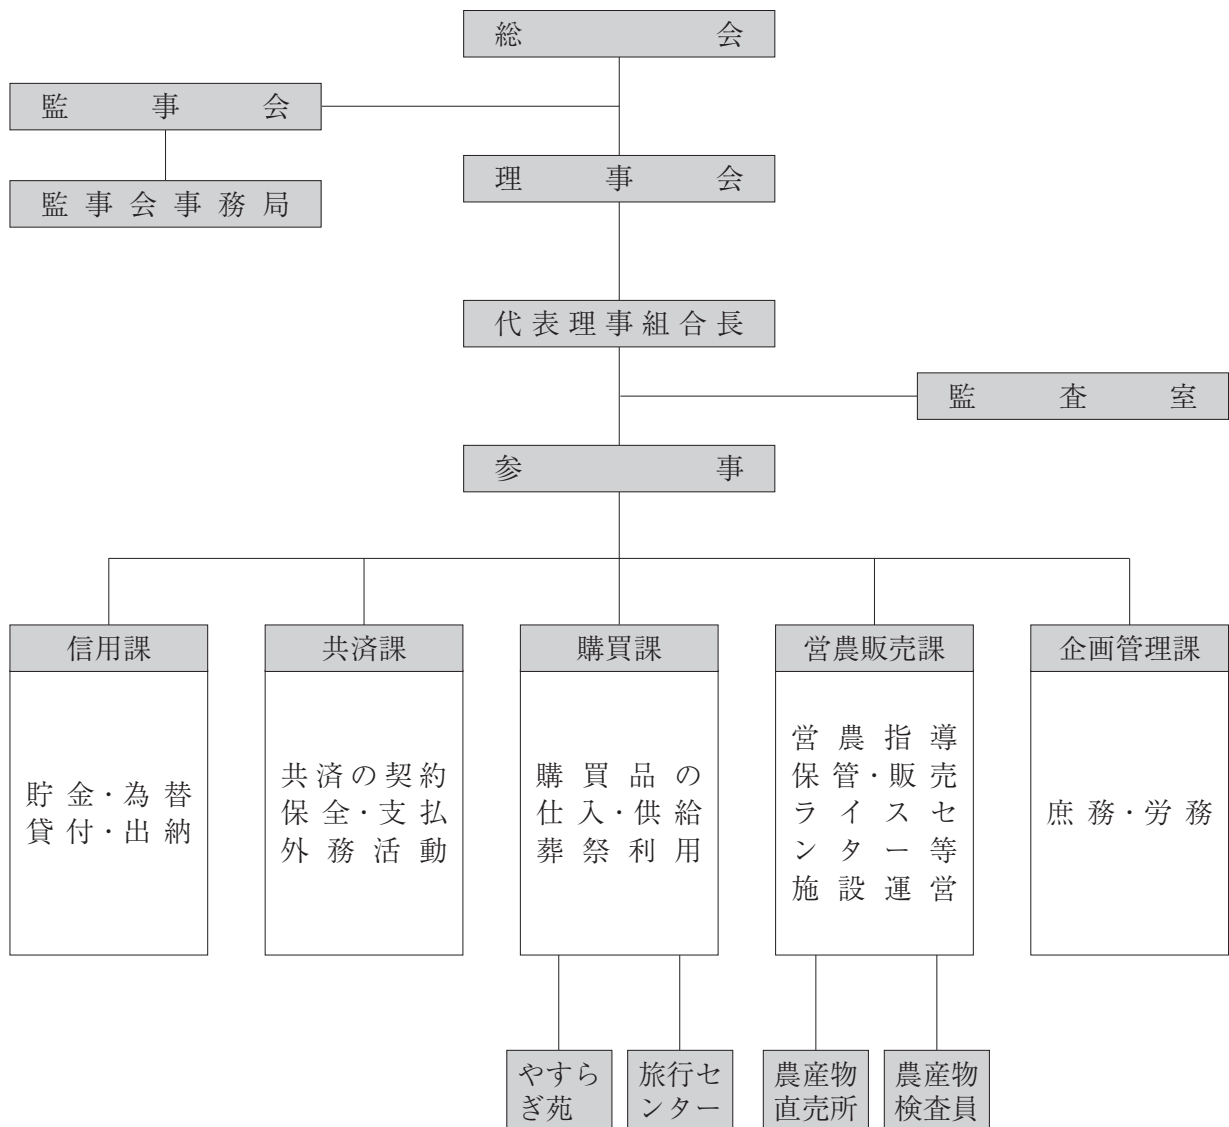 総会
監事会
理事会
監事会事務局
代表理事組合長
監査室
参事
信用課
貯金・為替
貸付・出納
共済課
共済の契約
保全・支払
外務活動
購買課
購買品の
仕入・供給
葬祭利用
営農販売課
営農指導
保管・販売
ライスセ
ンター等
施設運営
企画管理課
庶務・労務
やすら
ぎ苑
旅行セ
ンター
農産物
直売所
農産物
検査員